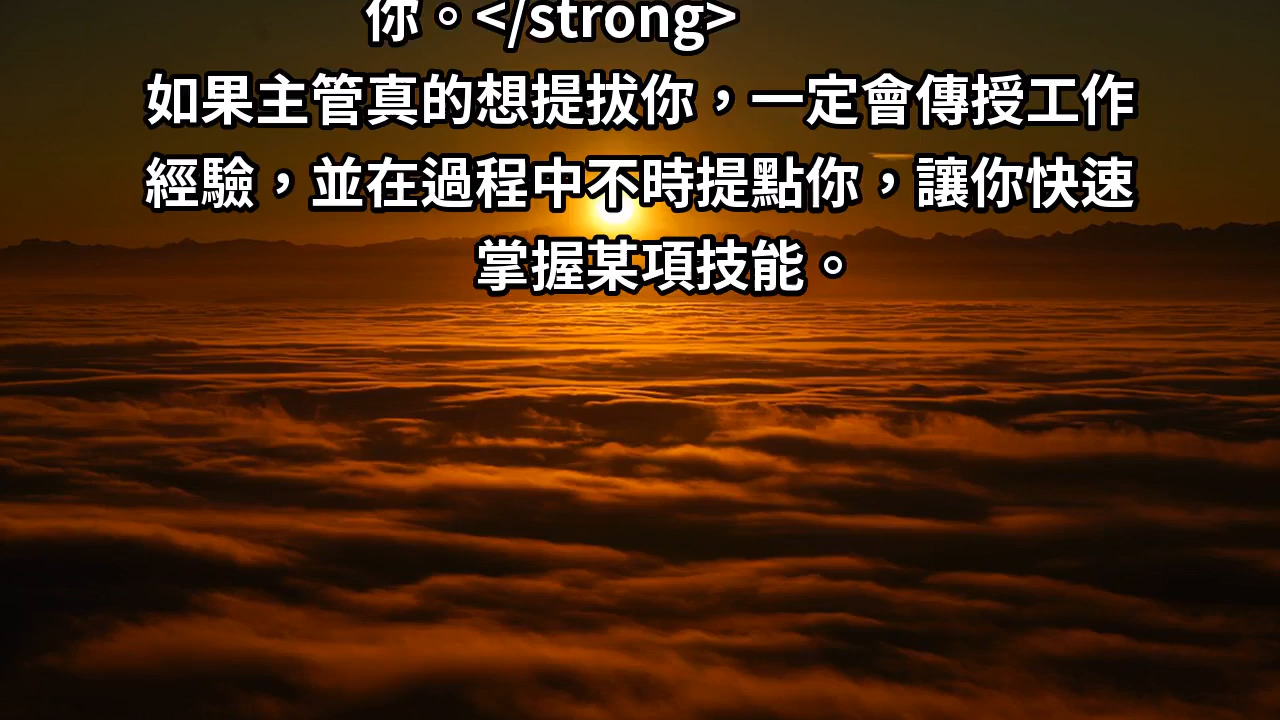 你。</strong>
如果主管真的想提拔你，一定會傳授工作
經驗，並在過程中不時提點你，讓你快速
掌握某項技能。